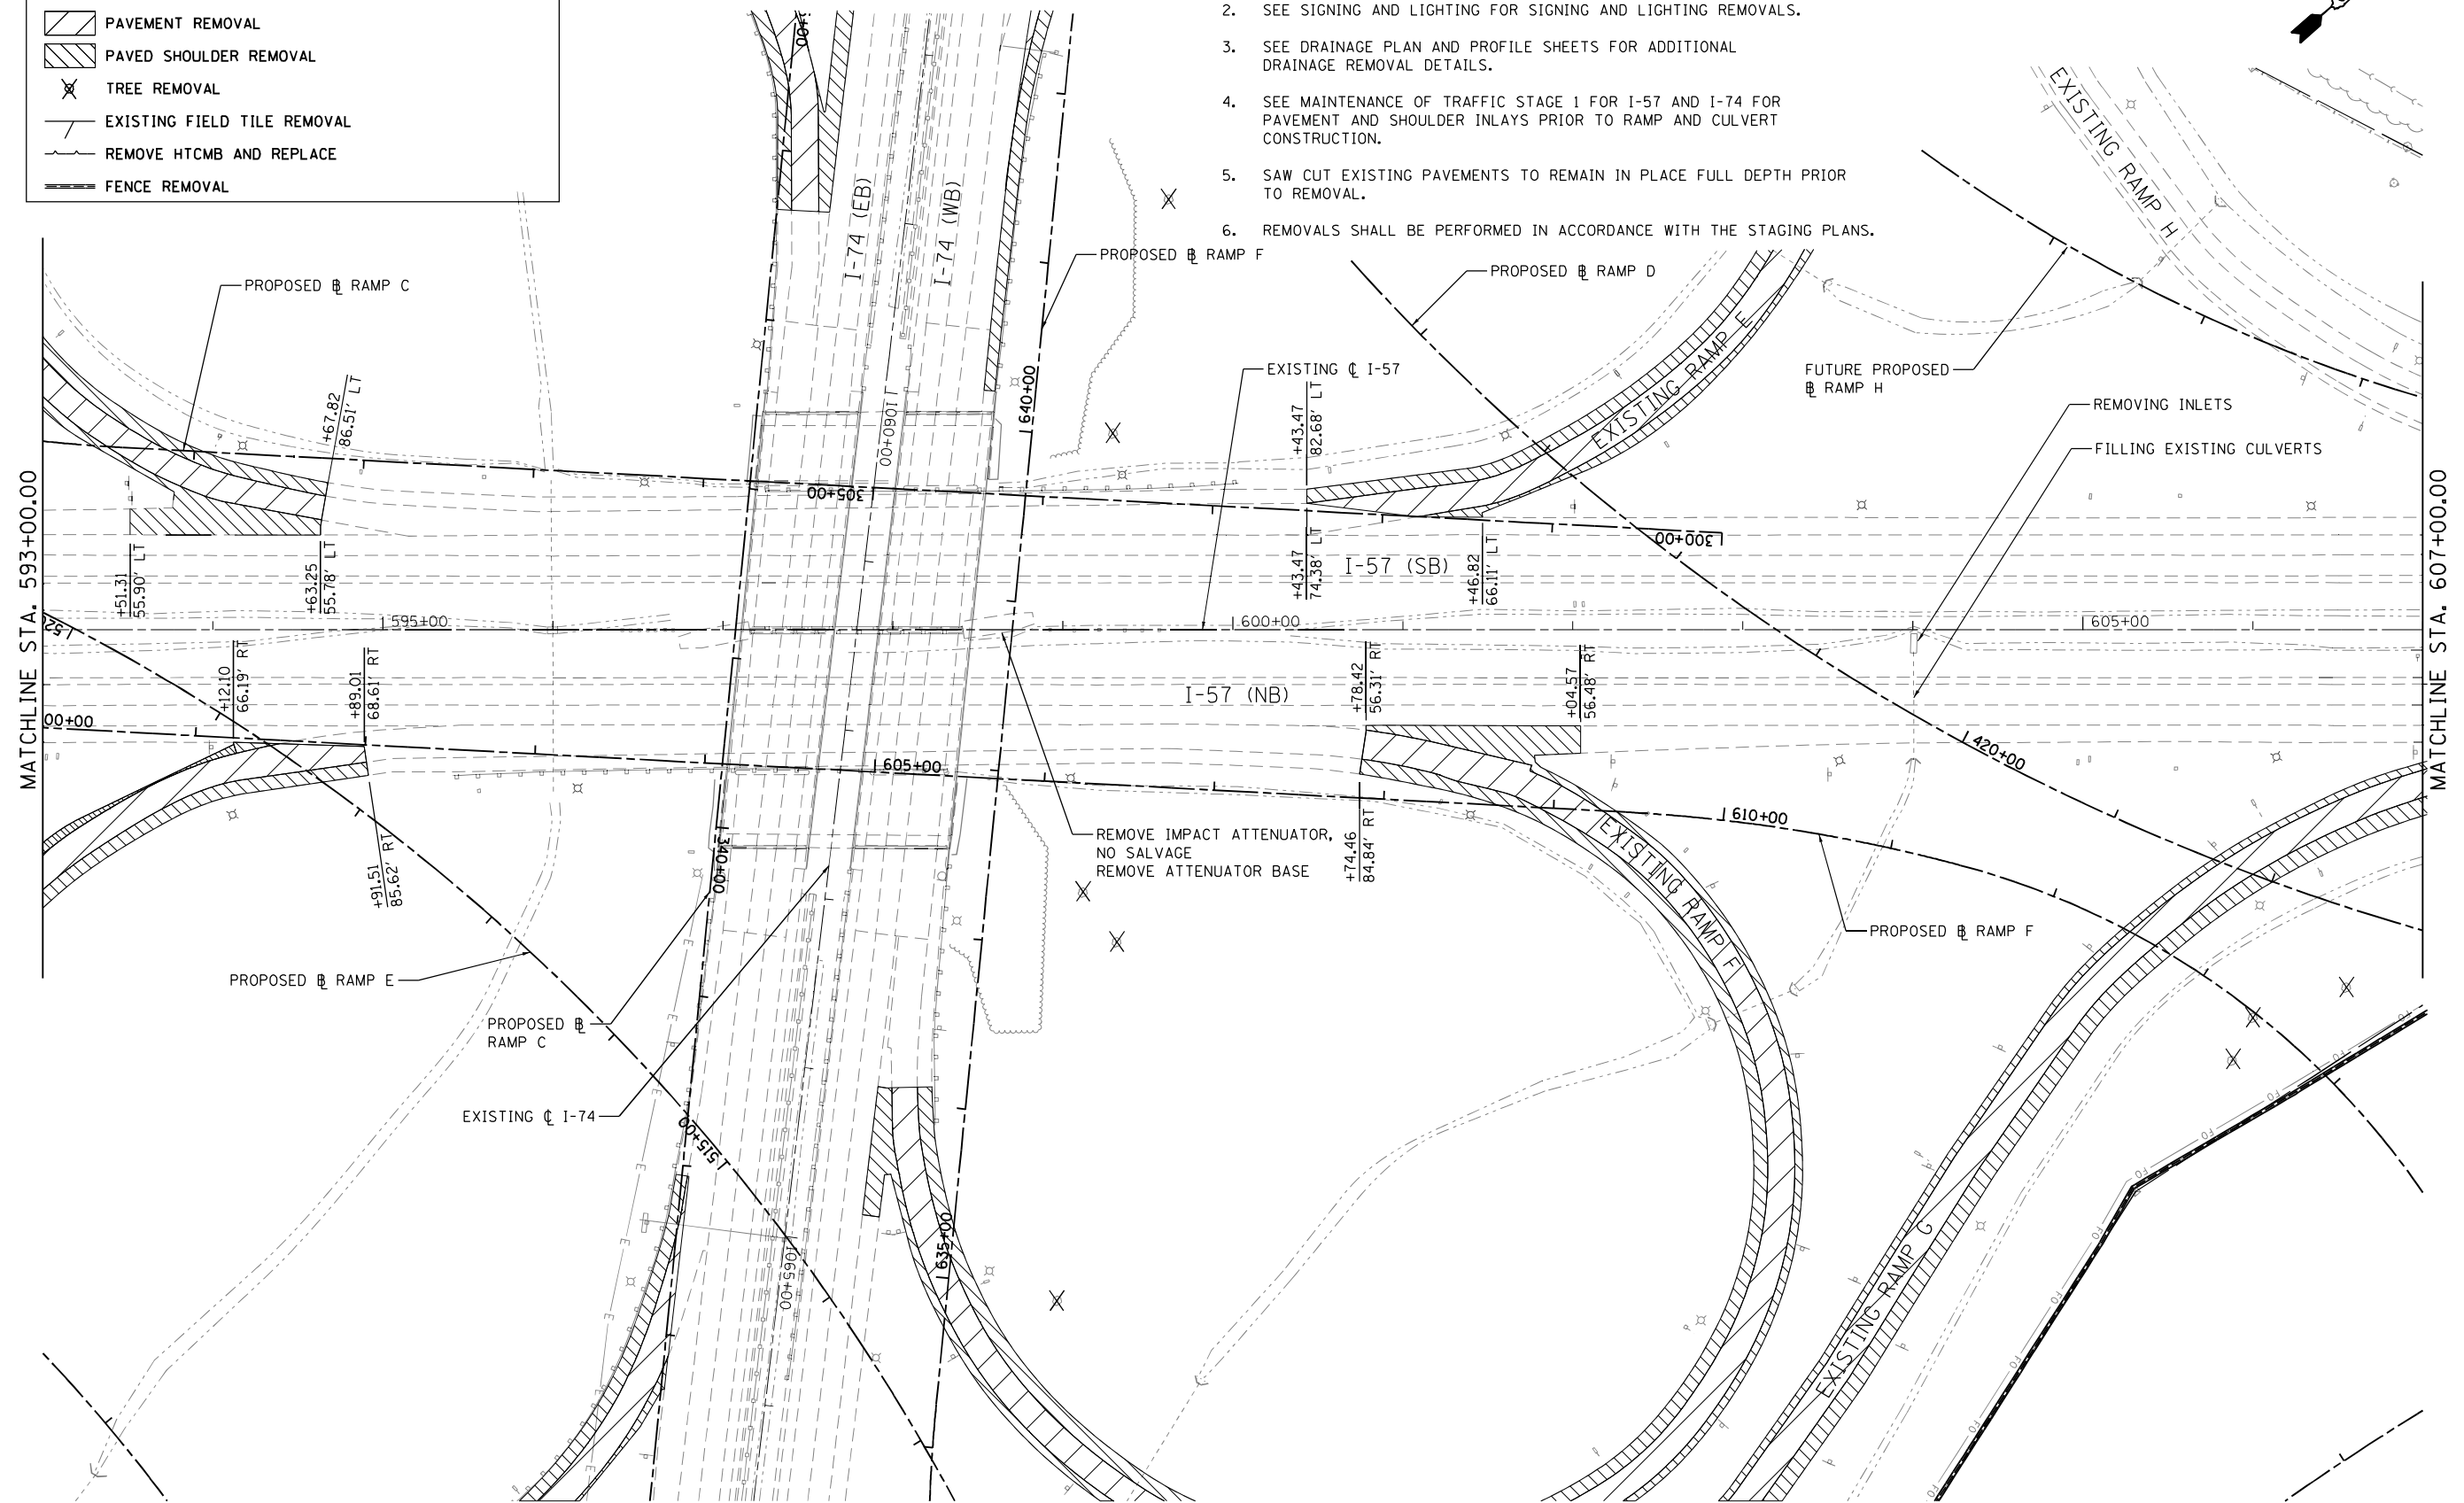 PAVEMENT REMOVAL
PAVED SHOULDER REMOVAL
TREE REMOVAL
EXISTING FIELD TILE REMOVAL
REMOVE HTCMB AND REPLACE
FENCE REMOVAL
2. SEE SIGNING AND LIGHTING FOR SIGNING AND LIGHTING REMOVALS.
3. SEE DRAINAGE PLAN AND PROFILE SHEETS FOR ADDITIONAL
DRAINAGE REMOVAL DETAILS.
4. SEE MAINTENANCE OF TRAFFIC STAGE 1 FOR I-57 AND I-74 FOR
PAVEMENT AND SHOULDER INLAYS PRIOR TO RAMP AND CULVERT
CONSTRUCTION.
5. SAW CUT EXISTING PAVEMENTS TO REMAIN IN PLACE FULL DEPTH PRIOR
TO REMOVAL.
6. REMOVALS SHALL BE PERFORMED IN ACCORDANCE WITH THE STAGING PLANS.
EXISTING RAMP H
I-74 (EB)
I-74 (WB)
PROPOSED ℄ RAMP F
PROPOSED ℄ RAMP D
PROPOSED ℄ RAMP C
EXISTING ℄ I-57
FUTURE PROPOSED
℄ RAMP H
REMOVING INLETS
FILLING EXISTING CULVERTS
EXISTING RAMP E
+67.82
86.51' LT
640+00
1060+00
305+00
+43.47
82.68' LT
300+00
MATCHLINE STA. 593+00.00
MATCHLINE STA. 607+00.00
+51.31
55.90' LT
+63.25
55.78' LT
+43.47
74.38' LT
I-57 (SB)
+46.82
66.11' LT
595+00
600+00
605+00
+12.10
66.19' RT
+89.01
68.61' RT
I-57 (NB)
+78.42
56.31' RT
+04.57
56.48' RT
00+00
605+00
420+00
610+00
340+00
REMOVE IMPACT ATTENUATOR,
NO SALVAGE
REMOVE ATTENUATOR BASE
+74.46
84.84' RT
+91.51
85.62' RT
EXISTING RAMP F
PROPOSED ℄ RAMP F
PROPOSED ℄ RAMP E
PROPOSED ℄
RAMP C
EXISTING ℄ I-74
515+00
635+00
1065+00
EXISTING RAMP G
E
E
E
E
E
E
FO
FO
FO
FO
FO
FO
FO
FO
FO
FO
FO